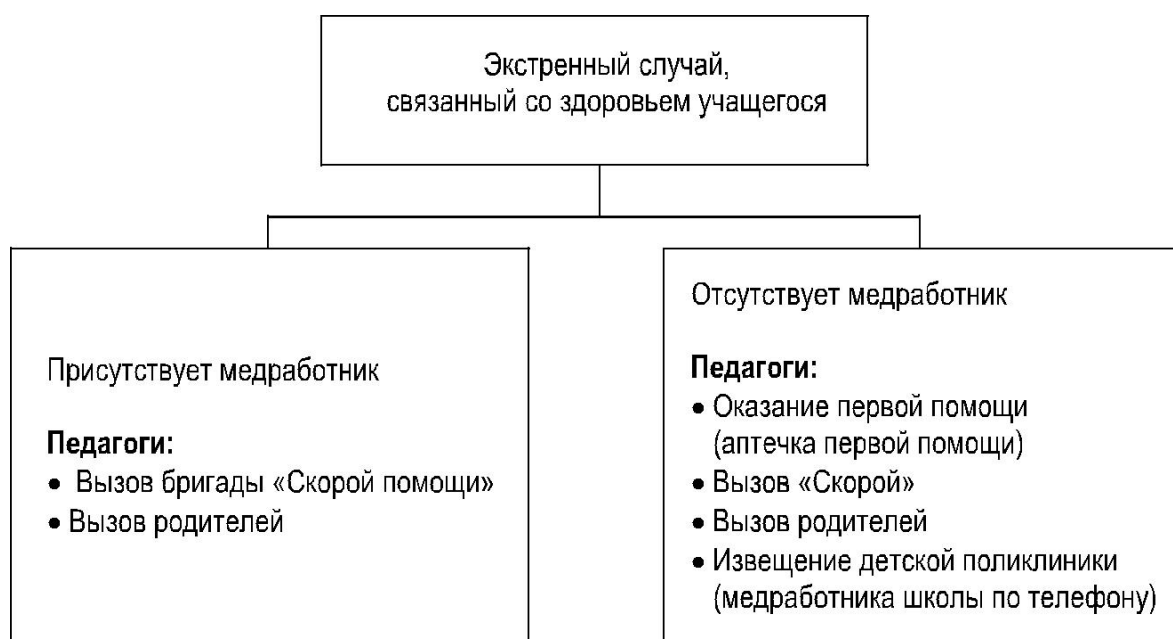 Экстренный случай,
связанный со здоровьем учащегося
Присутствует медработник
Педагоги:
• Вызов бригады «Скорой помощи»
• Вызов родителей
Отсутствует медработник
Педагоги:
• Оказание первой помощи
(аптечка первой помощи)
• Вызов «Скорой»
• Вызов родителей
• Извещение детской поликлиники
(медработника школы по телефону)